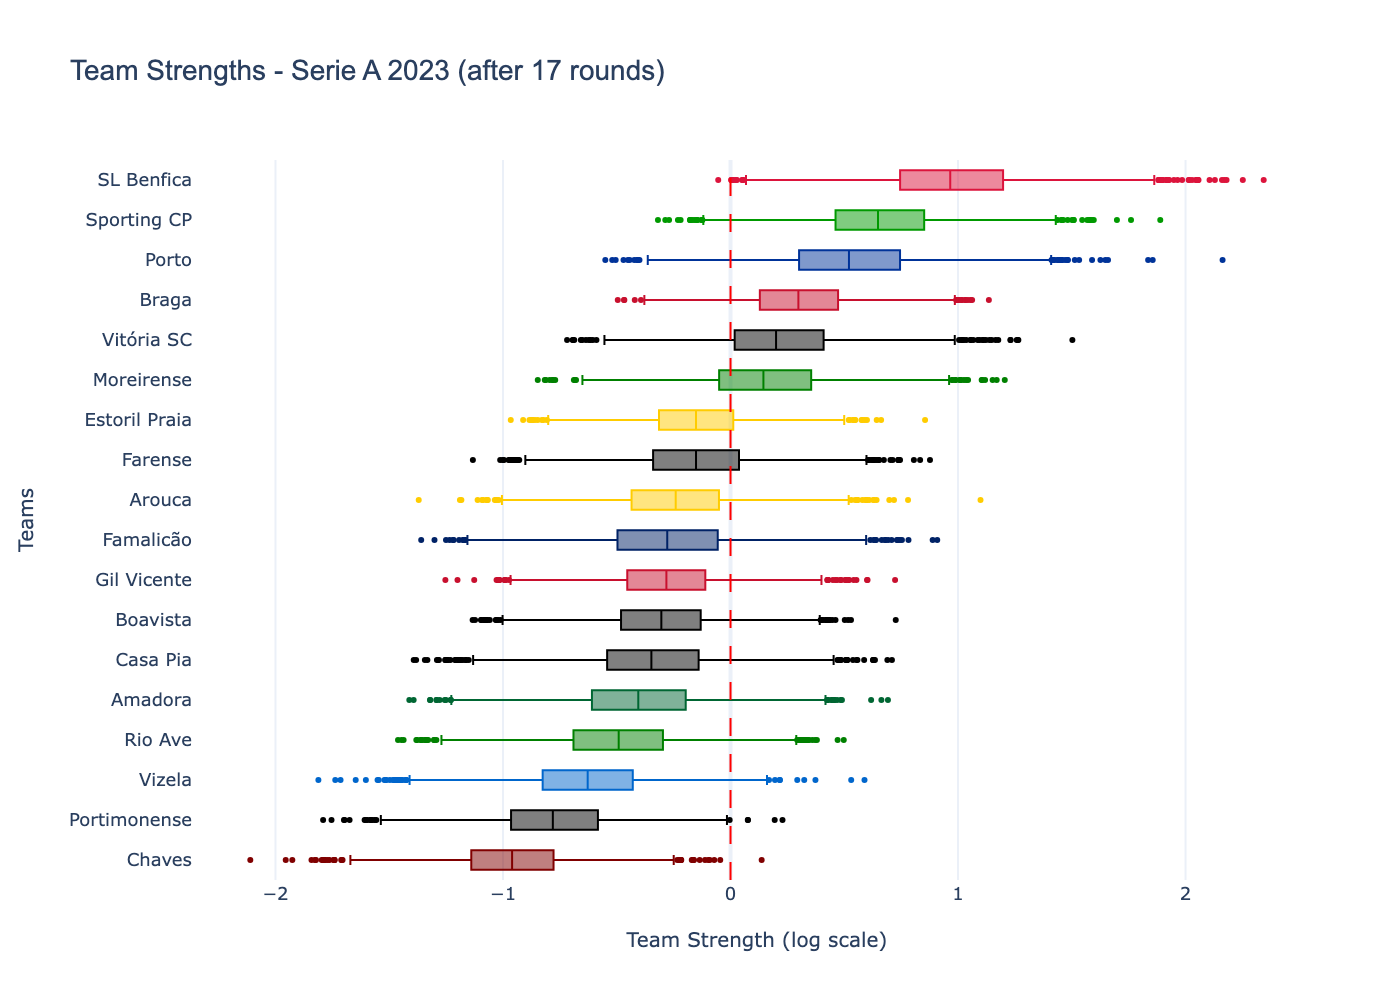 Team Strengths - Serie A 2023 (after 17 rounds)
Teams
SL Benfica
Sporting CP
Porto
Braga
Vitória SC
Moreirense
Estoril Praia
Farense
Arouca
Famalicão
Gil Vicente
Boavista
Casa Pia
Amadora
Rio Ave
Vizela
Portimonense
Chaves
−2 −1 0 1 2
Team Strength (log scale)